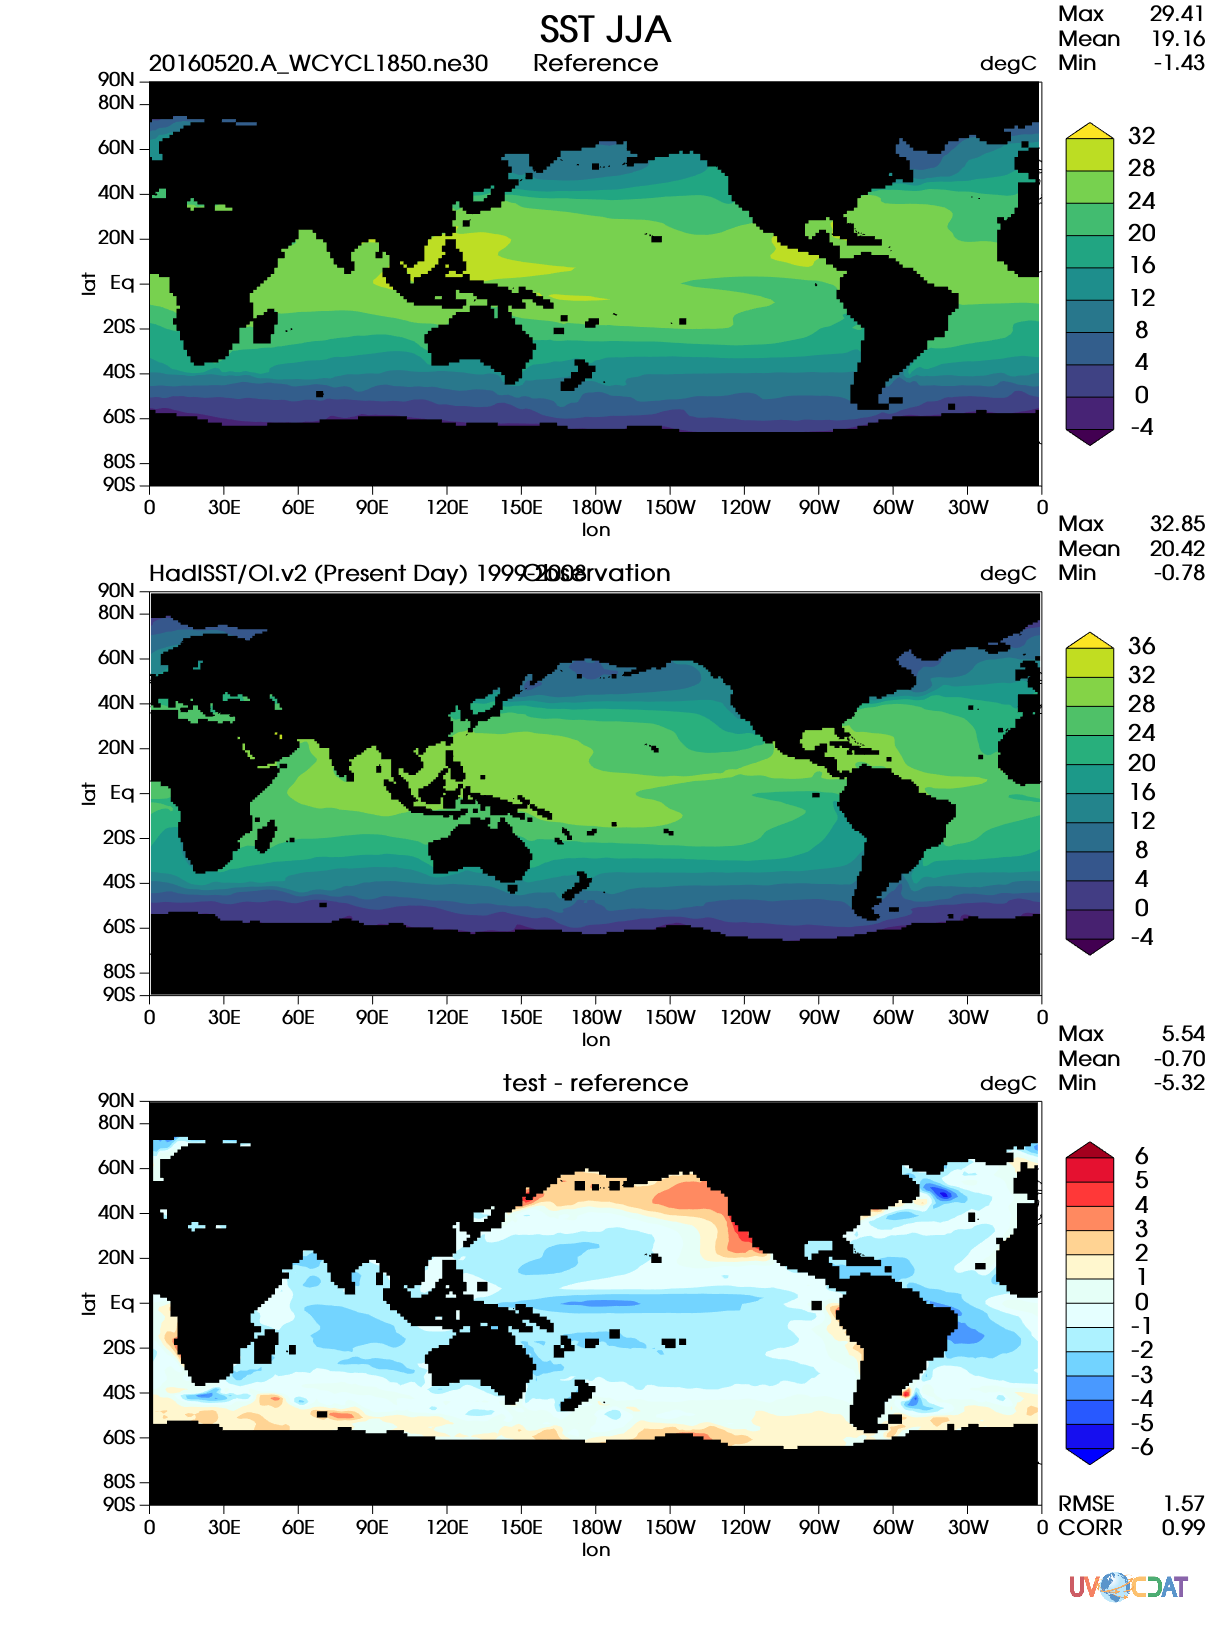 SST JJA
Max 29.41
Mean 19.16
Min -1.43
20160520.A_WCYCL1850.ne30 Reference degC
90N
80N
60N
40N
20N
Eq
20S
40S
60S
80S
90S
lat
0 30E 60E 90E 120E 150E 180W 150W 120W 90W 60W 30W 0
lon
32
28
24
20
16
12
8
4
0
-4
Max 32.85
Mean 20.42
Min -0.78
HadISST/OI.v2 (Present Day) 1999-2008 Observation degC
90N
80N
60N
40N
20N
Eq
20S
40S
60S
80S
90S
lat
0 30E 60E 90E 120E 150E 180W 150W 120W 90W 60W 30W 0
lon
36
32
28
24
20
16
12
8
4
0
-4
Max 5.54
Mean -0.70
Min -5.32
test - reference degC
90N
80N
60N
40N
20N
Eq
20S
40S
60S
80S
90S
lat
0 30E 60E 90E 120E 150E 180W 150W 120W 90W 60W 30W 0
lon
6
5
4
3
2
1
0
-1
-2
-3
-4
-5
-6
RMSE 1.57
CORR 0.99
UV CDAT